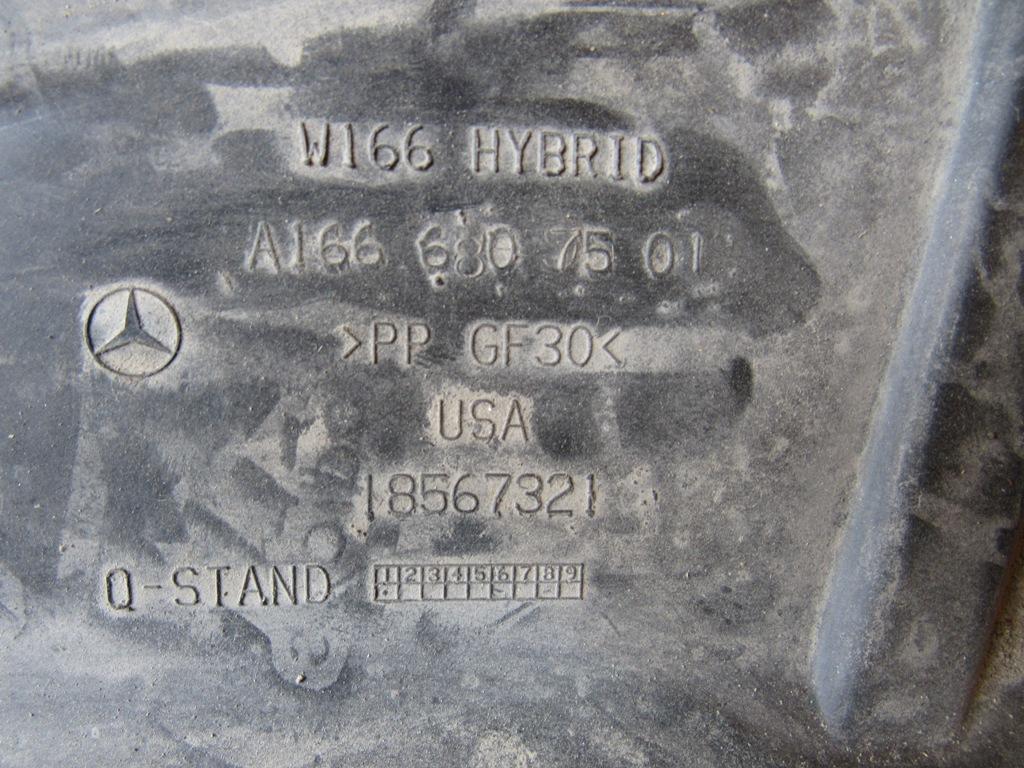 W166 HYBRID
A166 680 75 01
>PP GF30<
USA
18567321
Q-STAND 1 2 3 4 5 6 7 8 9